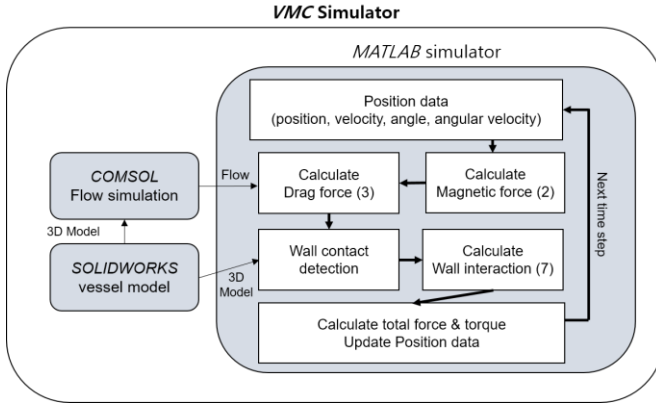 VMC Simulator
MATLAB simulator
Position data
(position, velocity, angle, angular velocity)
COMSOL
Flow simulation
Flow
Calculate
Drag force (3)
Calculate
Magnetic force (2)
Next time step
3D Model
SOLIDWORKS
vessel model
3D
Model
Wall contact
detection
Calculate
Wall interaction (7)
Calculate total force & torque
Update Position data